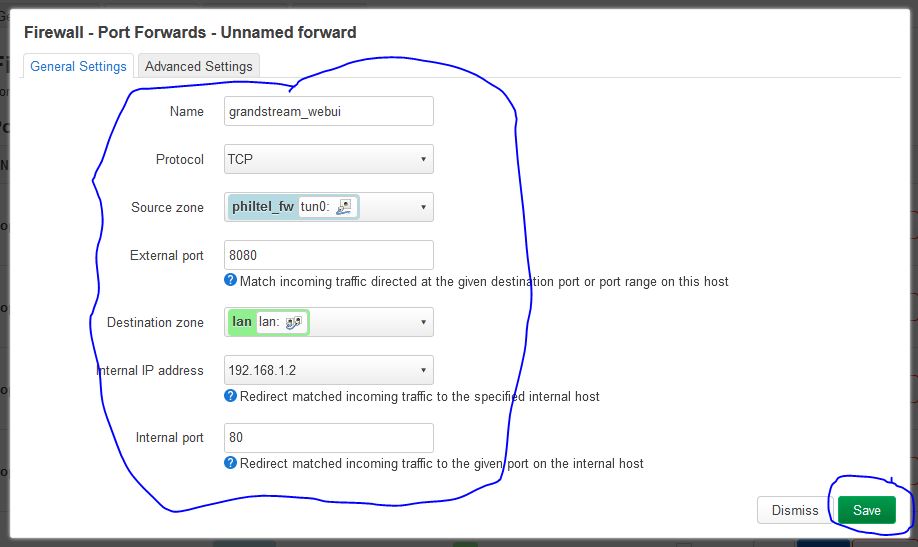 Firewall - Port Forwards - Unnamed forward
General Settings
Advanced Settings
Name
grandstream_webui
Protocol
TCP
Source zone
philtel_fw tun0:
External port
8080
Match incoming traffic directed at the given destination port or port range on this host
Destination zone
lan lan:
Internal IP address
192.168.1.2
Redirect matched incoming traffic to the specified internal host
Internal port
80
Redirect matched incoming traffic to the given port on the internal host
Dismiss
Save